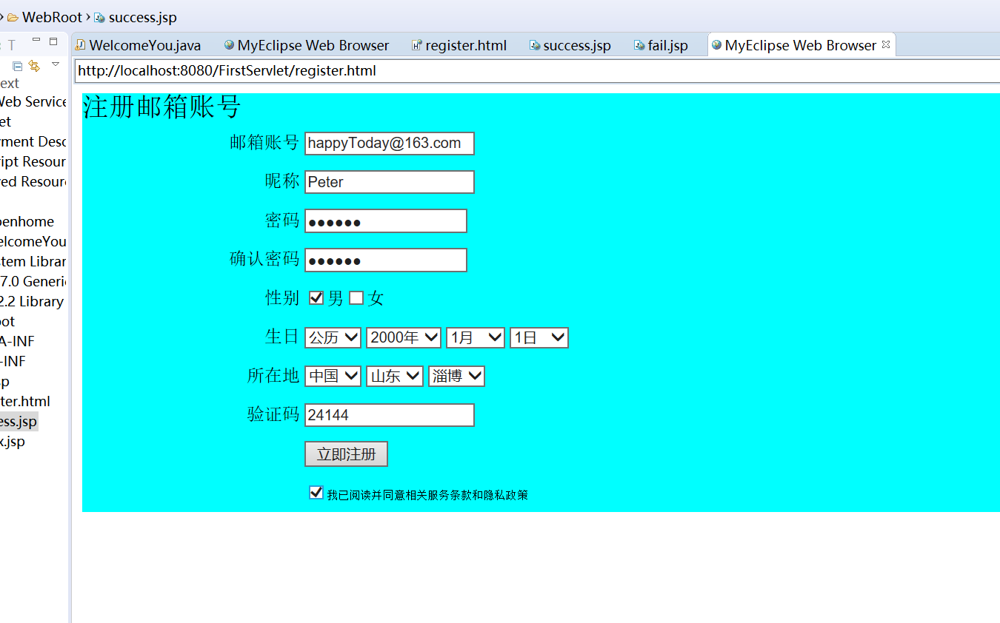 WebRoot › success.jsp
WelcomeYou.java MyEclipse Web Browser register.html success.jsp fail.jsp MyEclipse Web Browser
http://localhost:8080/FirstServlet/register.html
ext
Web Service
et
ment Desc
ipt Resour
ed Resour
enhome
elcomeYou
tem Librar
7.0 Generi
2.2 Library
ot
A-INF
-INF
p
ter.html
ess.jsp
x.jsp
注册邮箱账号
邮箱账号 happyToday@163.com
昵称 Peter
密码 ●●●●●●
确认密码 ●●●●●●
性别 男 女
生日 公历 2000年 1月 1日
所在地 中国 山东 淄博
验证码 24144
立即注册
我已阅读并同意相关服务条款和隐私政策